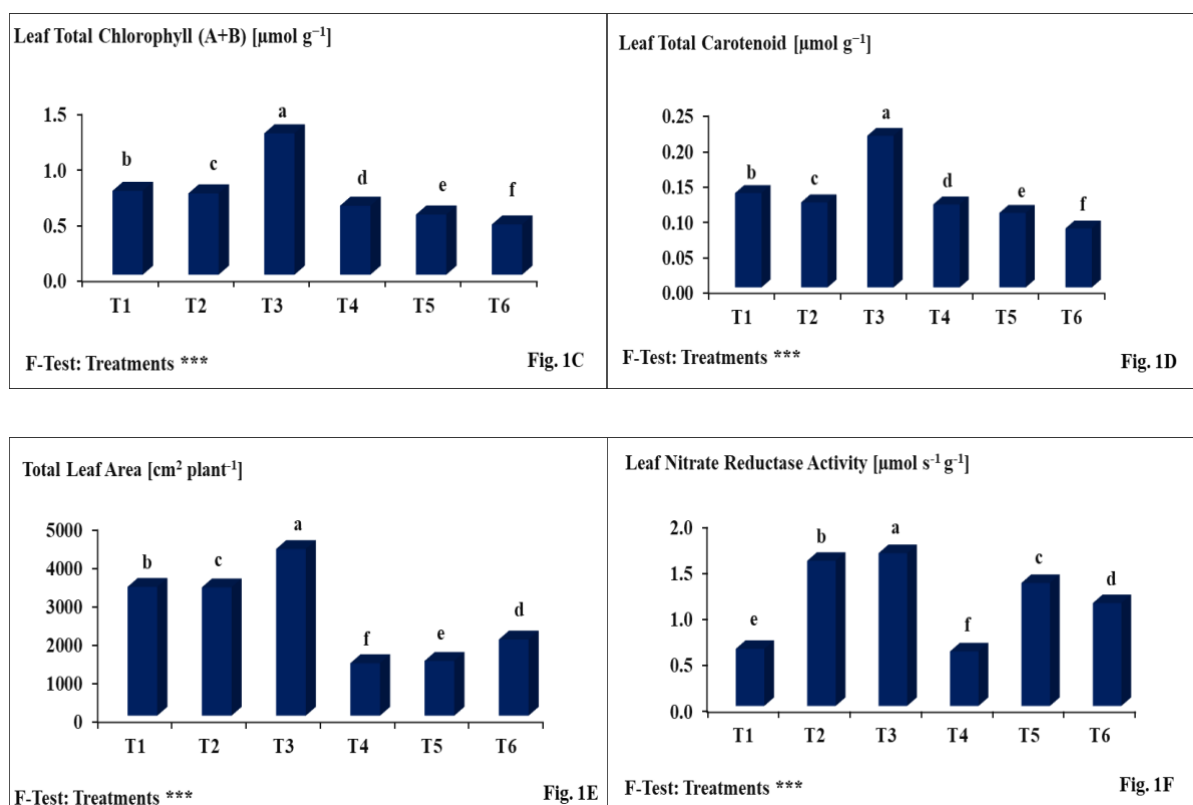 Leaf Total Chlorophyll (A+B) [µmol g⁻¹]
1.5
1.0
0.5
0.0
b
c
a
d
e
f
T1 T2 T3 T4 T5 T6
F-Test: Treatments ***
Fig. 1C
Leaf Total Carotenoid [µmol g⁻¹]
0.25
0.20
0.15
0.10
0.05
0.00
b
c
a
d
e
f
T1 T2 T3 T4 T5 T6
F-Test: Treatments ***
Fig. 1D
Total Leaf Area [cm² plant⁻¹]
5000
4000
3000
2000
1000
0
b
c
a
f
e
d
T1 T2 T3 T4 T5 T6
F-Test: Treatments ***
Fig. 1E
Leaf Nitrate Reductase Activity [µmol s⁻¹ g⁻¹]
2.0
1.5
1.0
0.5
0.0
e
b
a
f
c
d
T1 T2 T3 T4 T5 T6
F-Test: Treatments ***
Fig. 1F